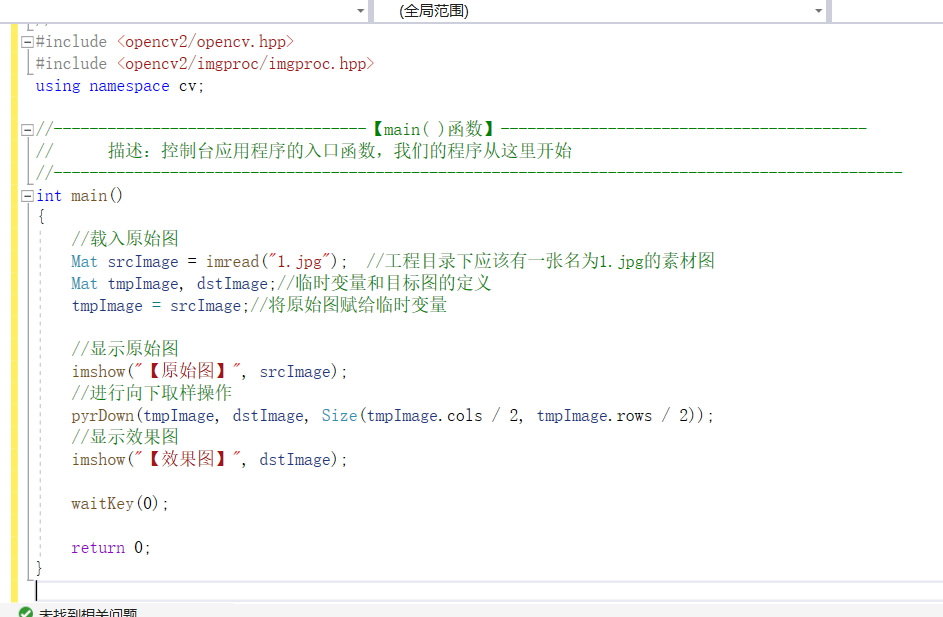 (全局范围)
#include <opencv2/opencv.hpp>
#include <opencv2/imgproc/imgproc.hpp>
using namespace cv;
//-----------------------------------【main( )函数】-----------------------------------------
//      描述：控制台应用程序的入口函数，我们的程序从这里开始
//-----------------------------------------------------------------------------------------------
int main()
{
    //载入原始图
    Mat srcImage = imread("1.jpg");  //工程目录下应该有一张名为1.jpg的素材图
    Mat tmpImage, dstImage;//临时变量和目标图的定义
    tmpImage = srcImage;//将原始图赋给临时变量
    //显示原始图
    imshow("【原始图】", srcImage);
    //进行向下取样操作
    pyrDown(tmpImage, dstImage, Size(tmpImage.cols / 2, tmpImage.rows / 2));
    //显示效果图
    imshow("【效果图】", dstImage);
    waitKey(0);
    return 0;
}
未找到相关问题